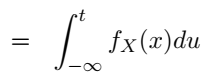 = ∫_{-∞}^{t} f_X(x)du